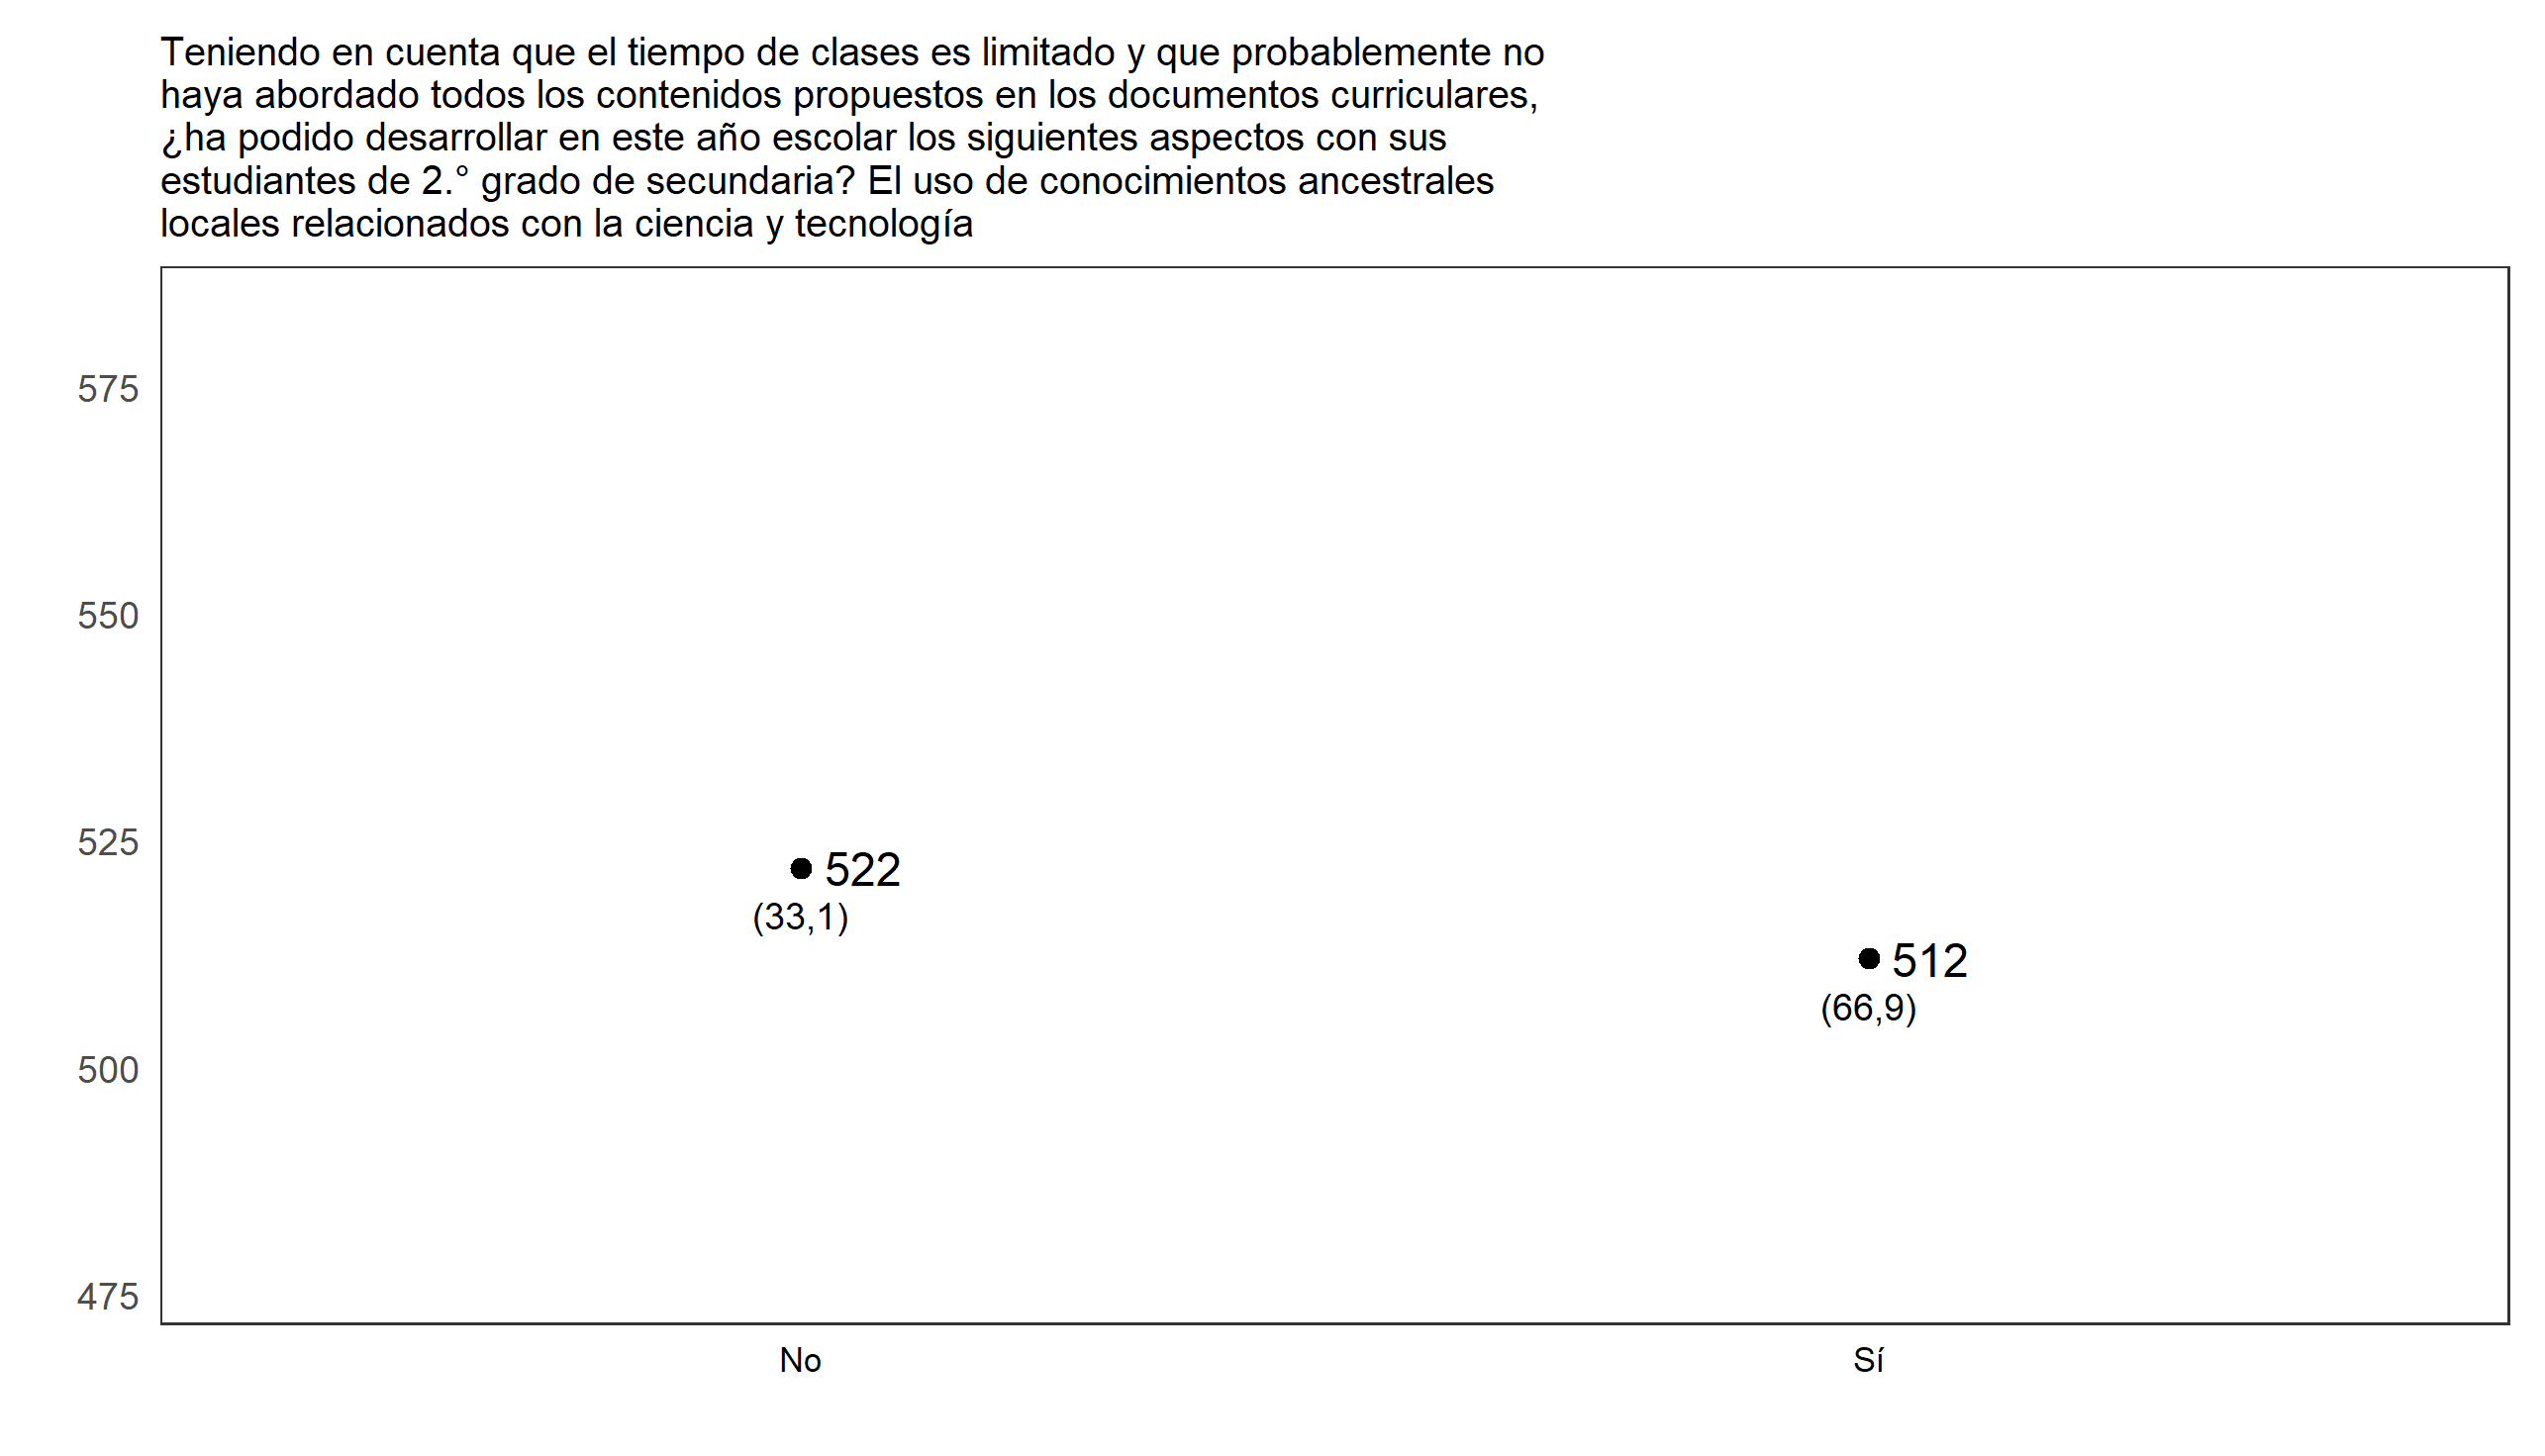 Teniendo en cuenta que el tiempo de clases es limitado y que probablemente no
haya abordado todos los contenidos propuestos en los documentos curriculares,
¿ha podido desarrollar en este año escolar los siguientes aspectos con sus
estudiantes de 2.° grado de secundaria? El uso de conocimientos ancestrales
locales relacionados con la ciencia y tecnología
575
550
525
522
(33,1)
512
(66,9)
500
475
No
Sí